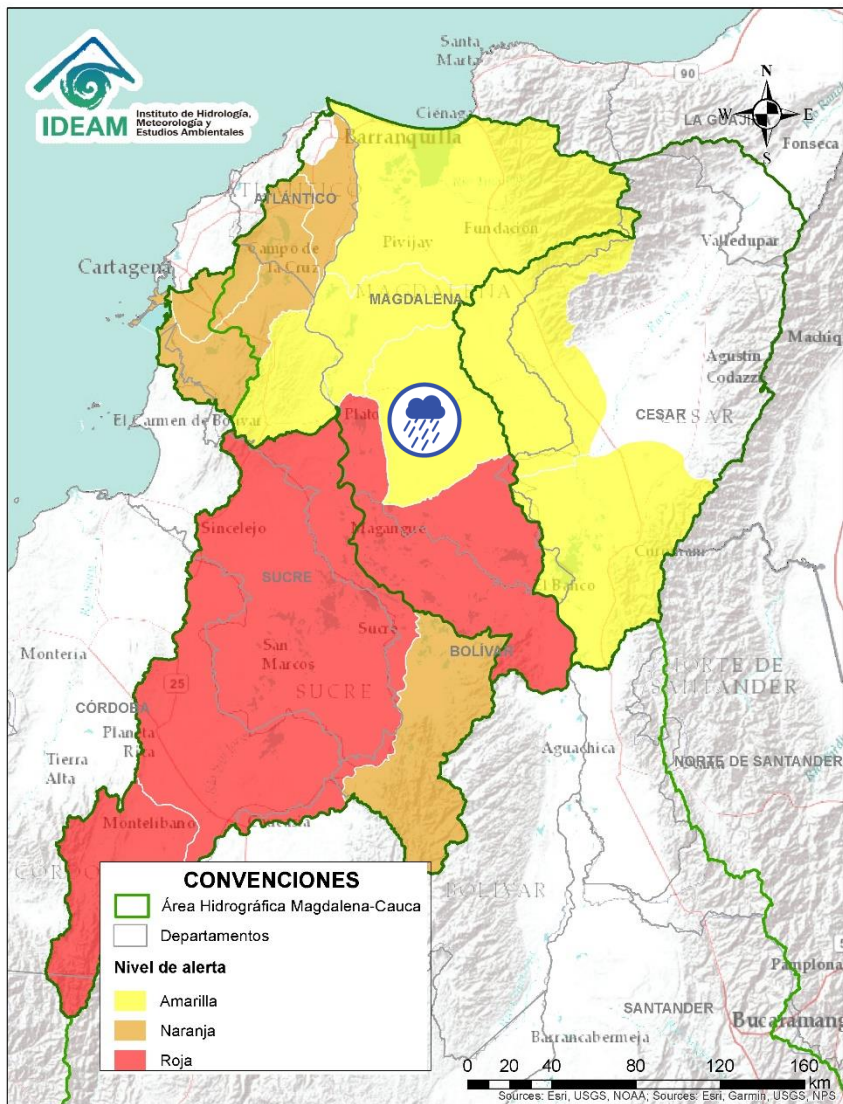 IDEAM
Instituto de Hidrología,
Meteorología y
Estudios Ambientales
Santa
Marta
90
N
W
E
S
LA GUAJIRA
Ciénaga
Barranquilla
Fonseca
ATLÁNTICO
Fundación
Pivijay
Valledupar
Campo de
la Cruz
Cartagena
MAGDALENA
MAGDALENA
Agustín
Codazzi
El Carmen de Bolívar
Plato
CESAR
CESAR
Sincelejo
Magangué
El Banco
SUCRE
Sucre
BOLÍVAR
Montería
San
Marcos
SUCRE
NORTE DE
SANTANDER
25
CÓRDOBA
Planeta
Rica
Tierra
Alta
Aguachica
NORTE DE SANTANDER
Montelíbano
BOLÍVAR
CONVENCIONES
Área Hidrográfica Magdalena-Cauca
Departamentos
Nivel de alerta
Amarilla
Naranja
Roja
Pamplona
SANTANDER
Bucaramang
Barrancabermeja
0 20 40 80 120 160
km
Sources: Esri, USGS, NOAA; Sources: Esri, Garmin, USGS, NPS